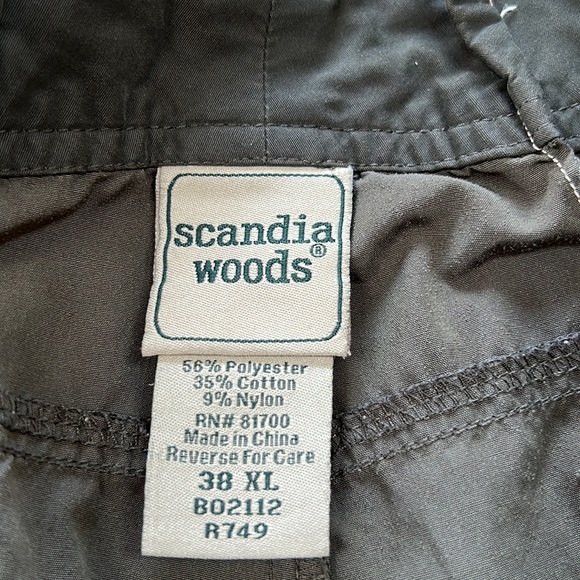 scandia
woods®
56% Polyester
35% Cotton
9% Nylon
RN# 81700
Made in China
Reverse For Care
38 XL
B02112
R749